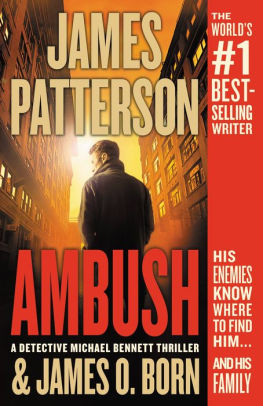 JAMES
PATTERSON
AMBUSH
A DETECTIVE MICHAEL BENNETT THRILLER
& JAMES O. BORN
THE
WORLD'S
#1
BEST-
SELLING
WRITER
HIS
ENEMIES
KNOW
WHERE
TO FIND
HIM...
AND HIS
FAMILY